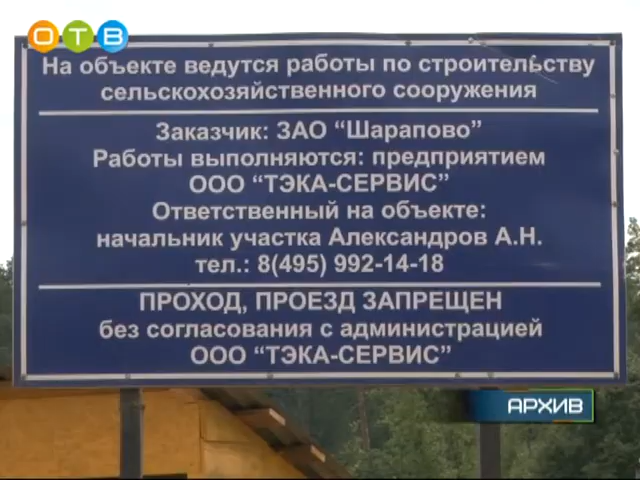 ОТВ
На объекте ведутся работы по строительству
сельскохозяйственного сооружения
Заказчик: ЗАО “Шарапово”
Работы выполняются: предприятием
ООО “ТЭКА-СЕРВИС”
Ответственный на объекте:
начальник участка Александров А.Н.
тел.: 8(495) 992-14-18
ПРОХОД, ПРОЕЗД ЗАПРЕЩЕН
без согласования с администрацией
ООО “ТЭКА-СЕРВИС”
АРХИВ